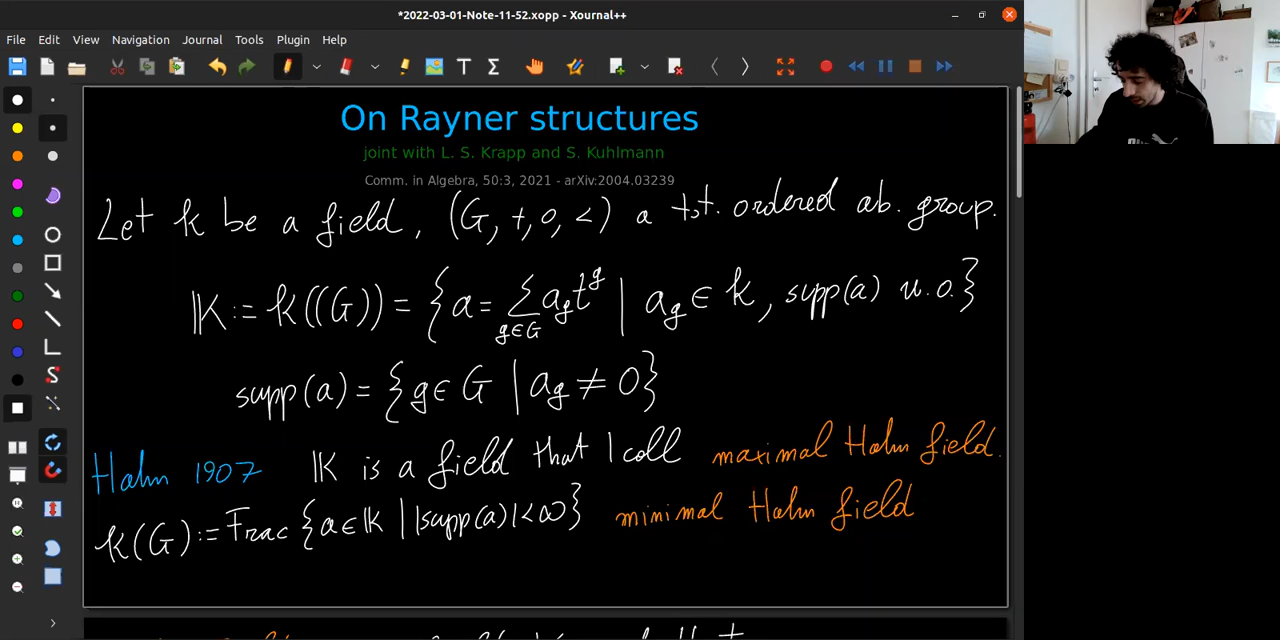 *2022-03-01-Note-11-52.xopp - Xournal++
File Edit View Navigation Journal Tools Plugin Help
On Rayner structures
joint with L. S. Krapp and S. Kuhlmann
Comm. in Algebra, 50:3, 2021 - arXiv:2004.03239
Let k be a field, (G, +, 0, <) a tot. ordered ab. group.
𝕂 := k((G)) = { a = ∑_{g∈G} a_g t^g | a_g ∈ k, supp(a) w.o. }
supp(a) = { g ∈ G | a_g ≠ 0 }
Hahn 1907 𝕂 is a field that I call maximal Hahn field.
k(G) := Frac { a ∈ 𝕂 | |supp(a)| < ∞ } minimal Hahn field